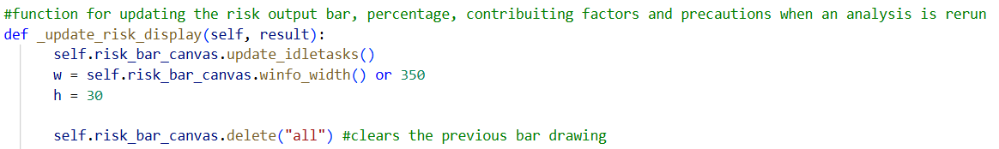 #function for updating the risk output bar, percentage, contribuiting factors and precautions when an analysis is rerun
def _update_risk_display(self, result):
self.risk_bar_canvas.update_idletasks()
w = self.risk_bar_canvas.winfo_width() or 350
h = 30
self.risk_bar_canvas.delete("all") #clears the previous bar drawing